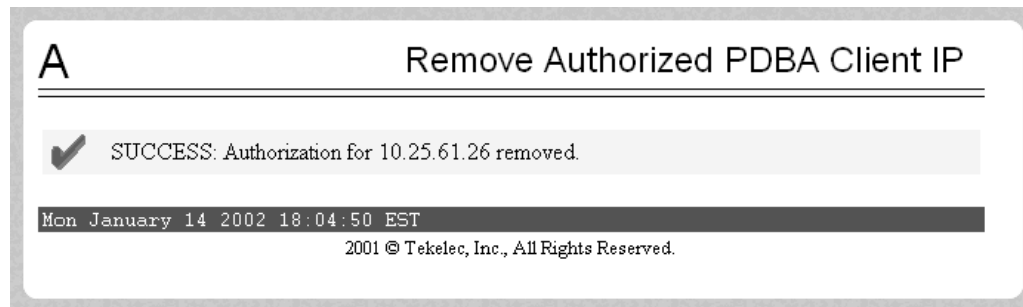 A
Remove Authorized PDBA Client IP
SUCCESS: Authorization for 10.25.61.26 removed.
Mon January 14 2002 18:04:50 EST
2001 © Tekelec, Inc., All Rights Reserved.